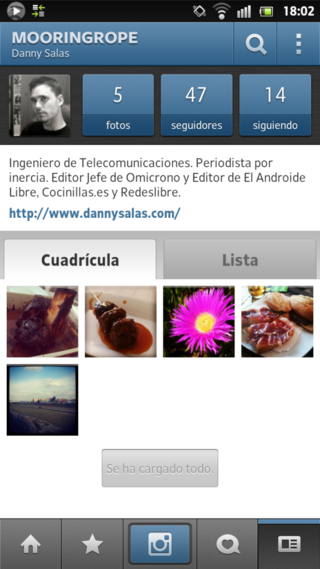 18:02
MOORINGROPE
Danny Salas
5
fotos
47
seguidores
14
siguiendo
Ingeniero de Telecomunicaciones. Periodista por
inercia. Editor Jefe de Omicrono y Editor de El Androide
Libre, Cocinillas.es y Redeslibre.
http://www.dannysalas.com/
Cuadrícula
Lista
Se ha cargado todo.